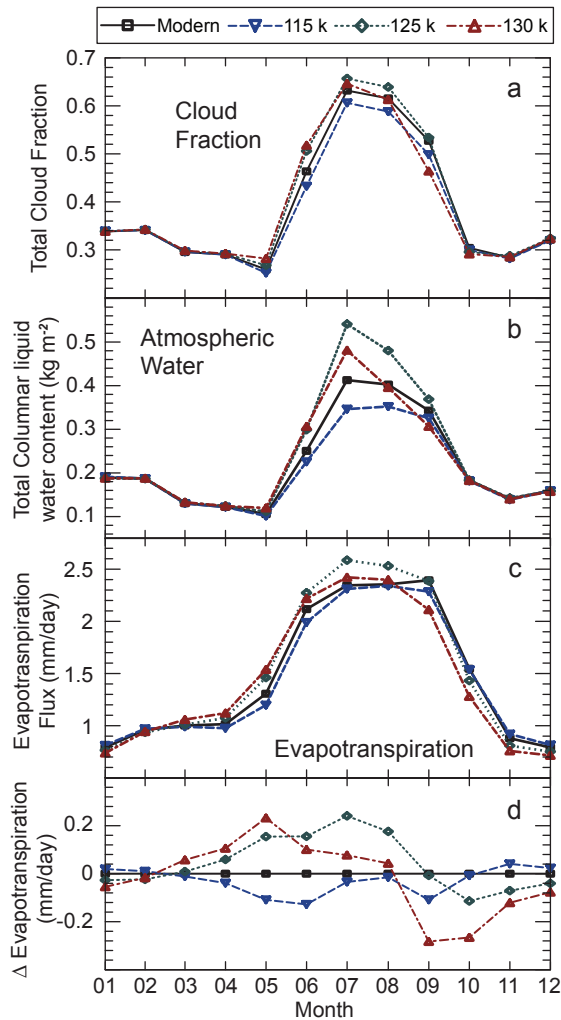 Modern 115 k 125 k 130 k
a
Cloud
Fraction
Total Cloud Fraction
0.7
0.6
0.5
0.4
0.3
b
Atmospheric
Water
Total Columnar liquid
water content (kg m⁻²)
0.5
0.4
0.3
0.2
0.1
c
Evapotranspiration
Evapotrasnpiration
Flux (mm/day)
2.5
2
1.5
1
d
Δ Evapotranspiration
(mm/day)
0.2
0
-0.2
01 02 03 04 05 06 07 08 09 10 11 12
Month